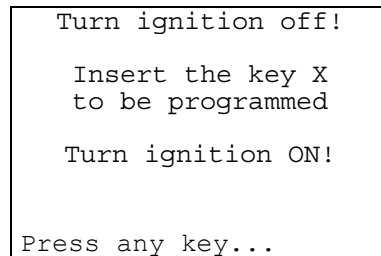 Turn ignition off!
Insert the key X
to be programmed
Turn ignition ON!
Press any key...